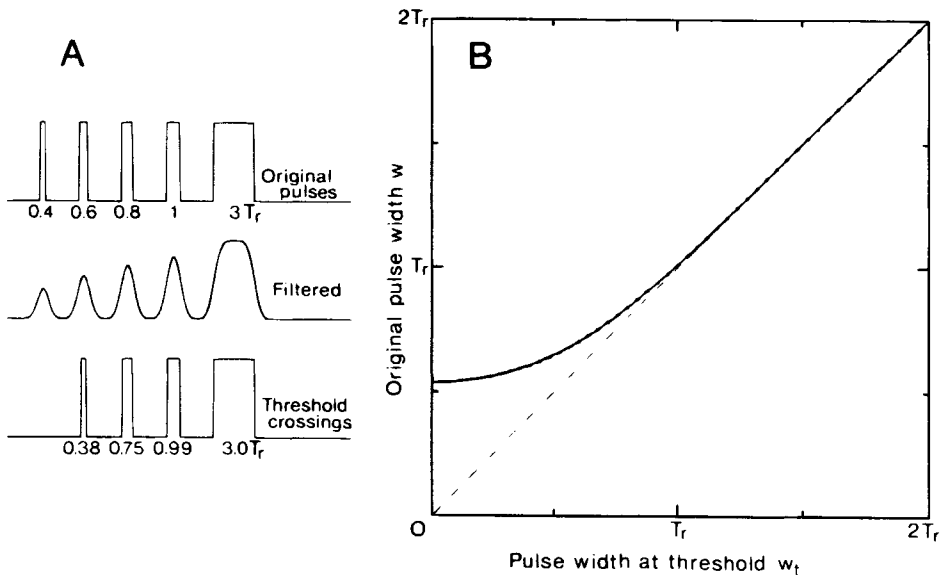 A
Original
pulses
0.4 0.6 0.8 1 3Tr
Filtered
Threshold
crossings
0.38 0.75 0.99 3.0Tr
B
2Tr
Tr
Original pulse width w
O Tr 2Tr
Pulse width at threshold wt